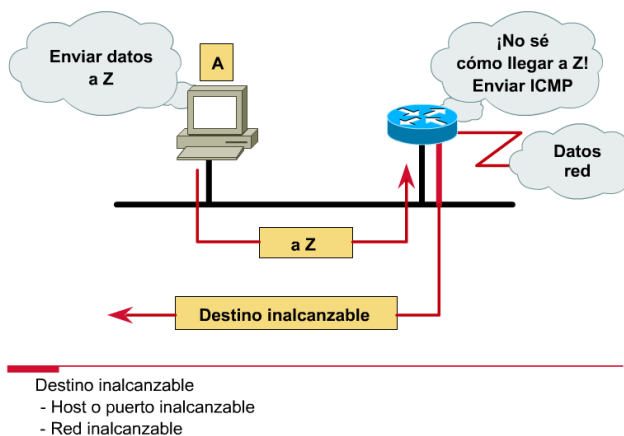 Enviar datos
a Z
A
¡No sé
cómo llegar a Z!
Enviar ICMP
Datos
red
a Z
Destino inalcanzable
Destino inalcanzable
- Host o puerto inalcanzable
- Red inalcanzable